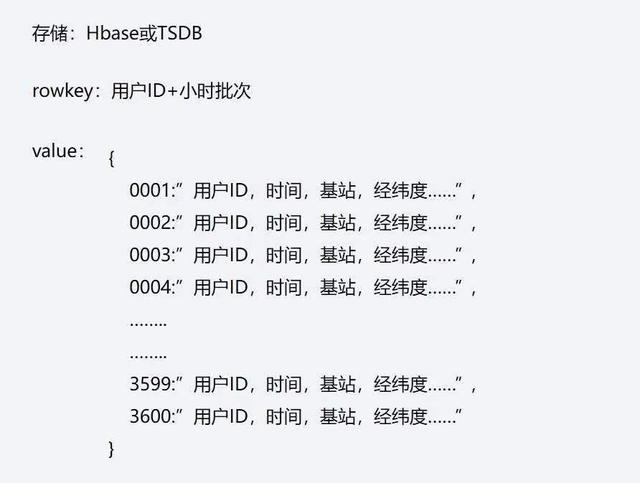 存储：Hbase或TSDB
rowkey：用户ID+小时批次
value：
{
0001:”用户ID，时间，基站，经纬度......”,
0002:”用户ID，时间，基站，经纬度......”,
0003:”用户ID，时间，基站，经纬度......”,
0004:”用户ID，时间，基站，经纬度......”,
........
........
3599:”用户ID，时间，基站，经纬度......”,
3600:”用户ID，时间，基站，经纬度......”
}